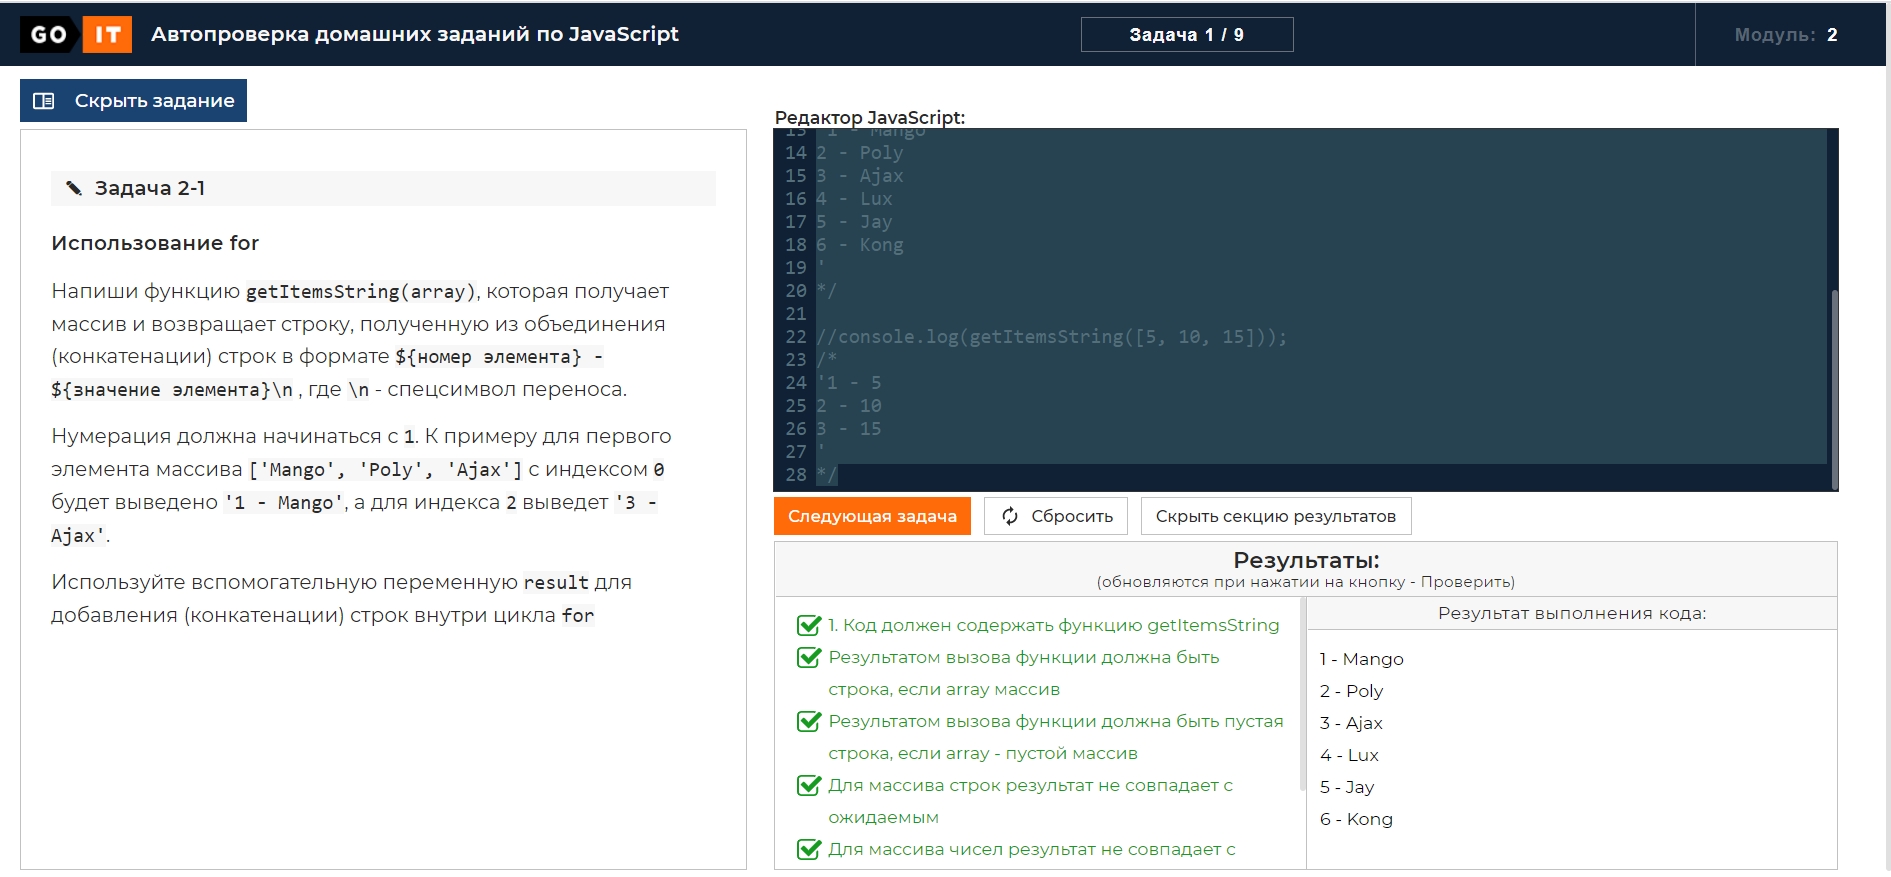 GO IT Автопроверка домашних заданий по JavaScript Задача 1 / 9 Модуль: 2
Скрыть задание
Задача 2-1
Использование for
Напиши функцию getItemsString(array), которая получает
массив и возвращает строку, полученную из объединения
(конкатенации) строк в формате ${номер элемента} -
${значение элемента}\n , где \n - спецсимвол переноса.
Нумерация должна начинаться с 1. К примеру для первого
элемента массива ['Mango', 'Poly', 'Ajax'] с индексом 0
будет выведено '1 - Mango', а для индекса 2 выведет '3 -
Ajax'.
Используйте вспомогательную переменную result для
добавления (конкатенации) строк внутри цикла for
Редактор JavaScript:
13 '1 - Mango
14 2 - Poly
15 3 - Ajax
16 4 - Lux
17 5 - Jay
18 6 - Kong
19 '
20 */
21
22 //console.log(getItemsString([5, 10, 15]));
23 /*
24 '1 - 5
25 2 - 10
26 3 - 15
27 '
28 */
Следующая задача Сбросить Скрыть секцию результатов
Результаты:
(обновляются при нажатии на кнопку - Проверить)
1. Код должен содержать функцию getItemsString
Результатом вызова функции должна быть
строка, если array массив
Результатом вызова функции должна быть пустая
строка, если array - пустой массив
Для массива строк результат не совпадает с
ожидаемым
Для массива чисел результат не совпадает с
Результат выполнения кода:
1 - Mango
2 - Poly
3 - Ajax
4 - Lux
5 - Jay
6 - Kong